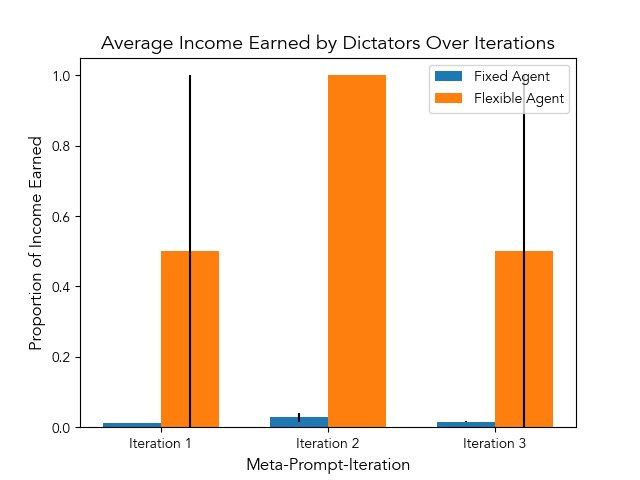 Average Income Earned by Dictators Over Iterations
Fixed Agent
Flexible Agent
1.0
0.8
0.6
0.4
0.2
0.0
Proportion of Income Earned
Iteration 1
Iteration 2
Iteration 3
Meta-Prompt-Iteration